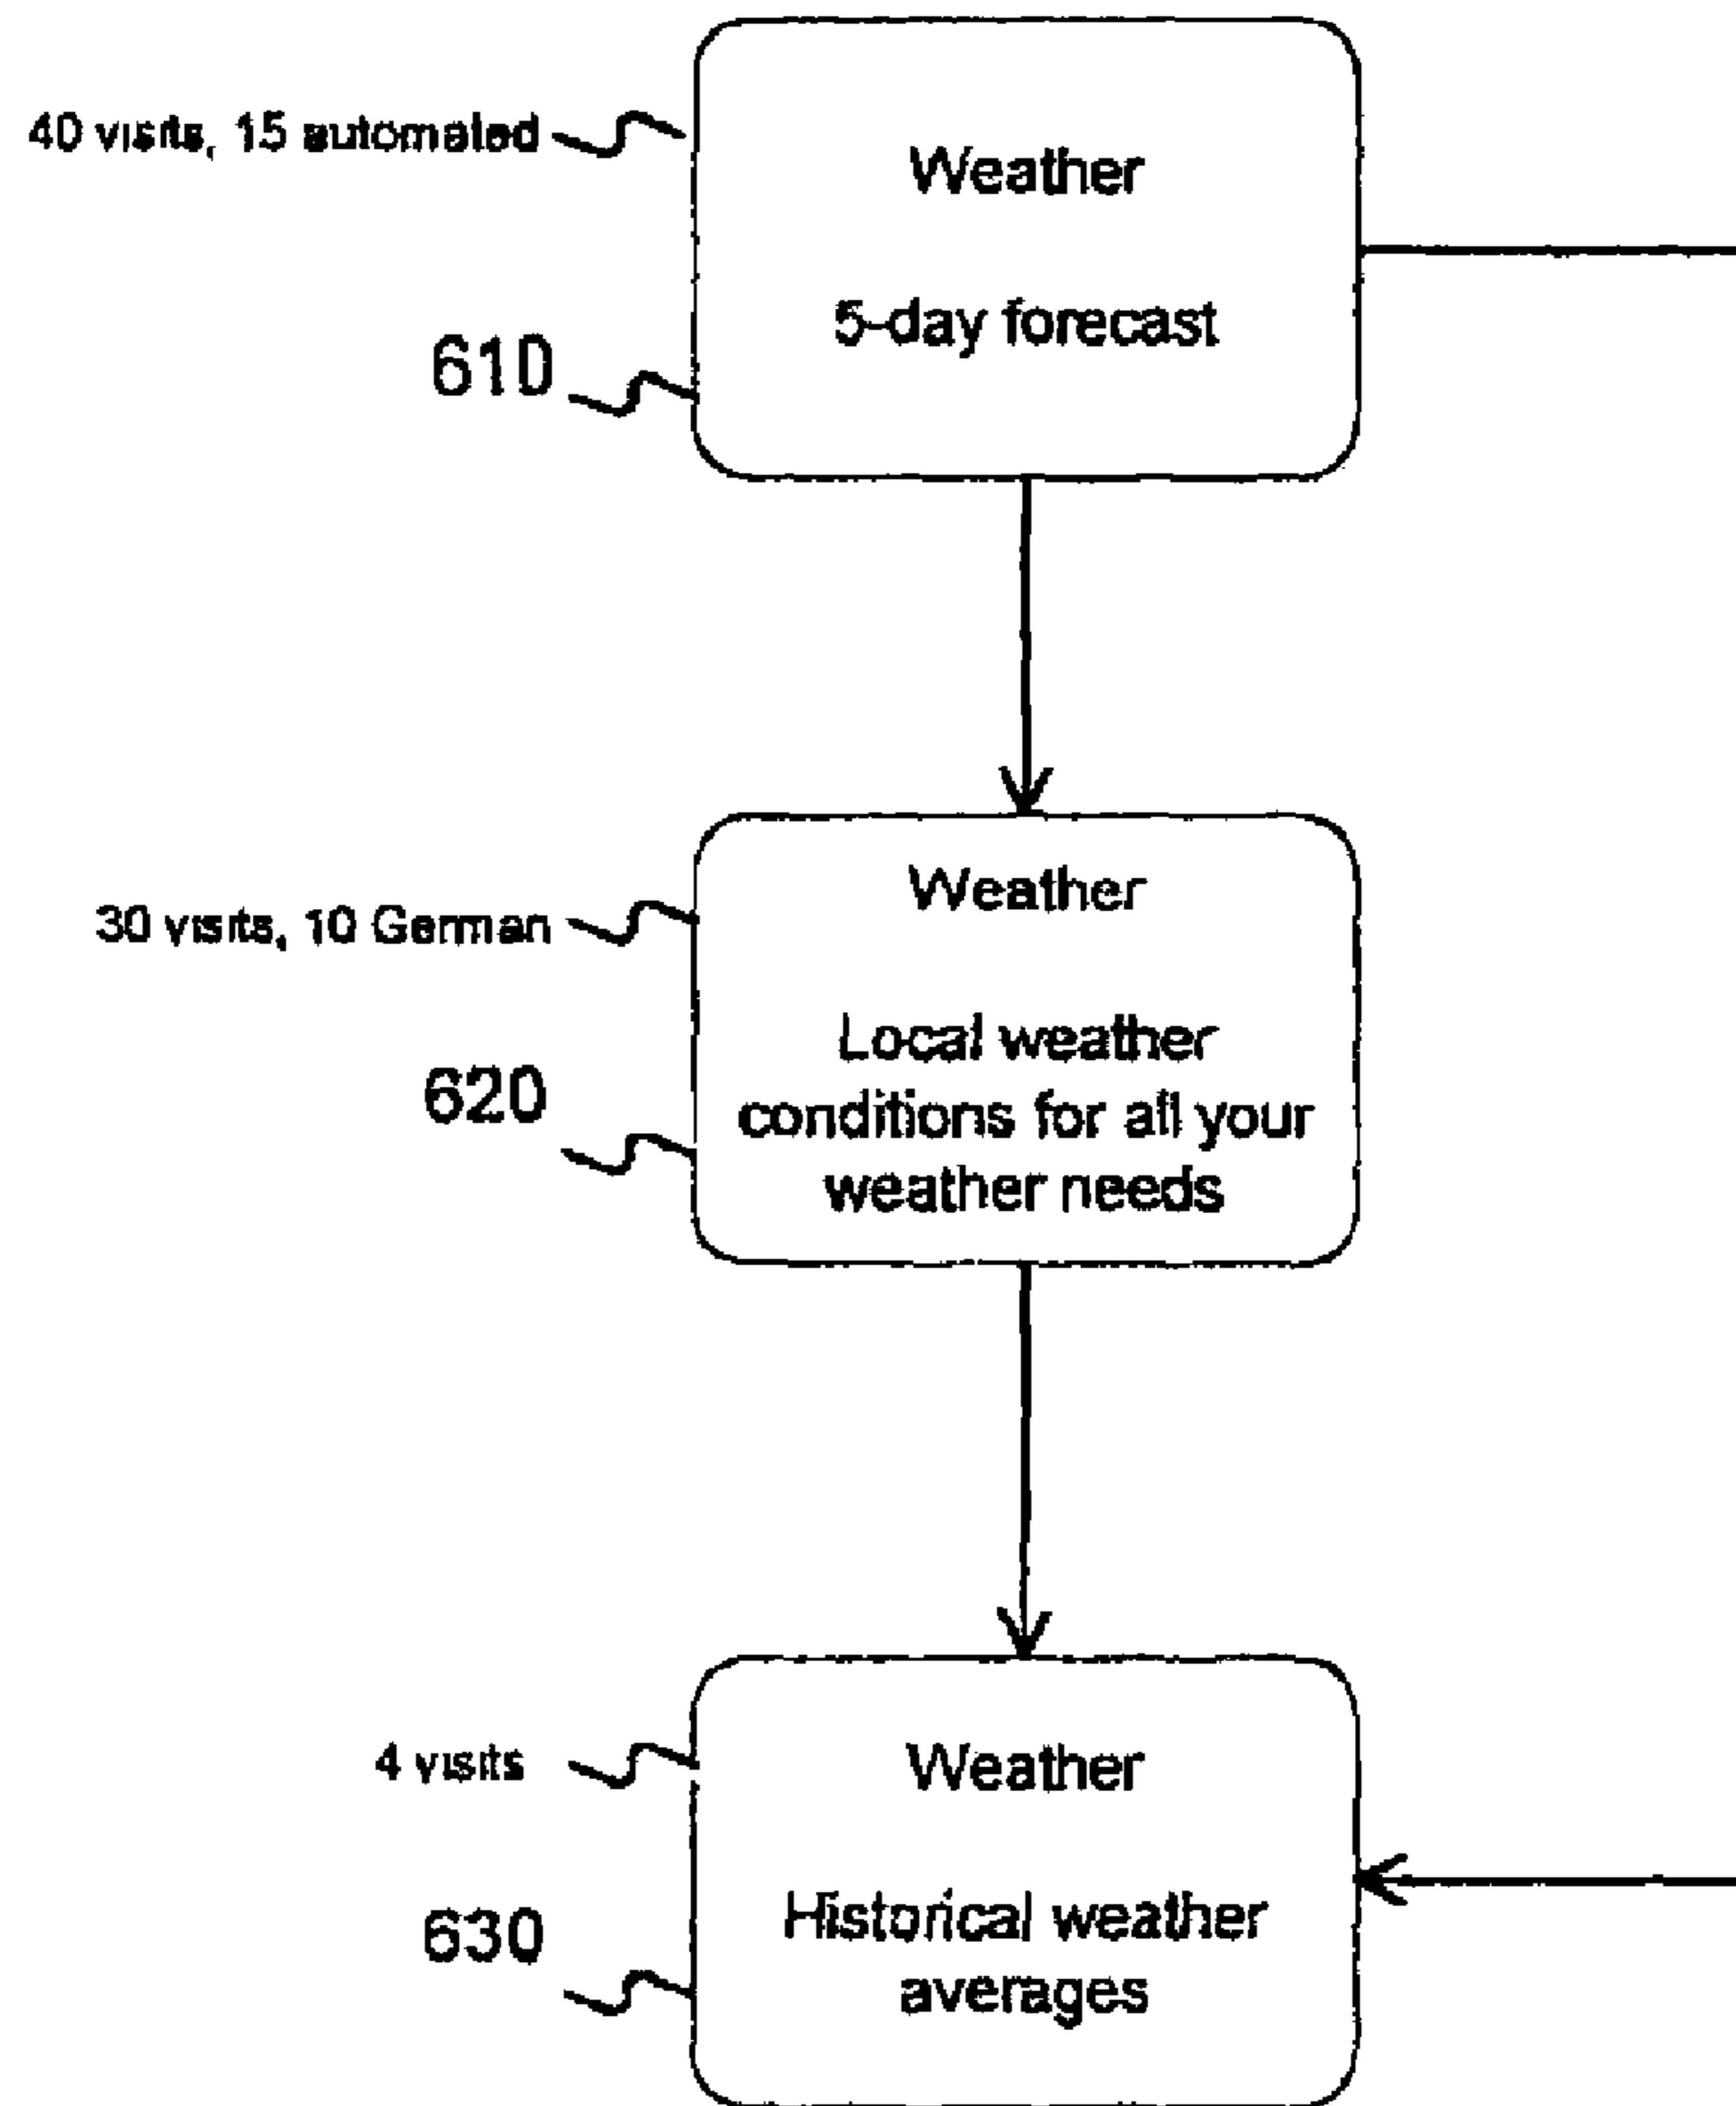 40 visits, 15 automated
Weather
5-day forecast
610
Weather
30 visits, 10 German
Local weather
620
conditions for all your
weather needs
4 visits
Weather
Historical weather
630
averages